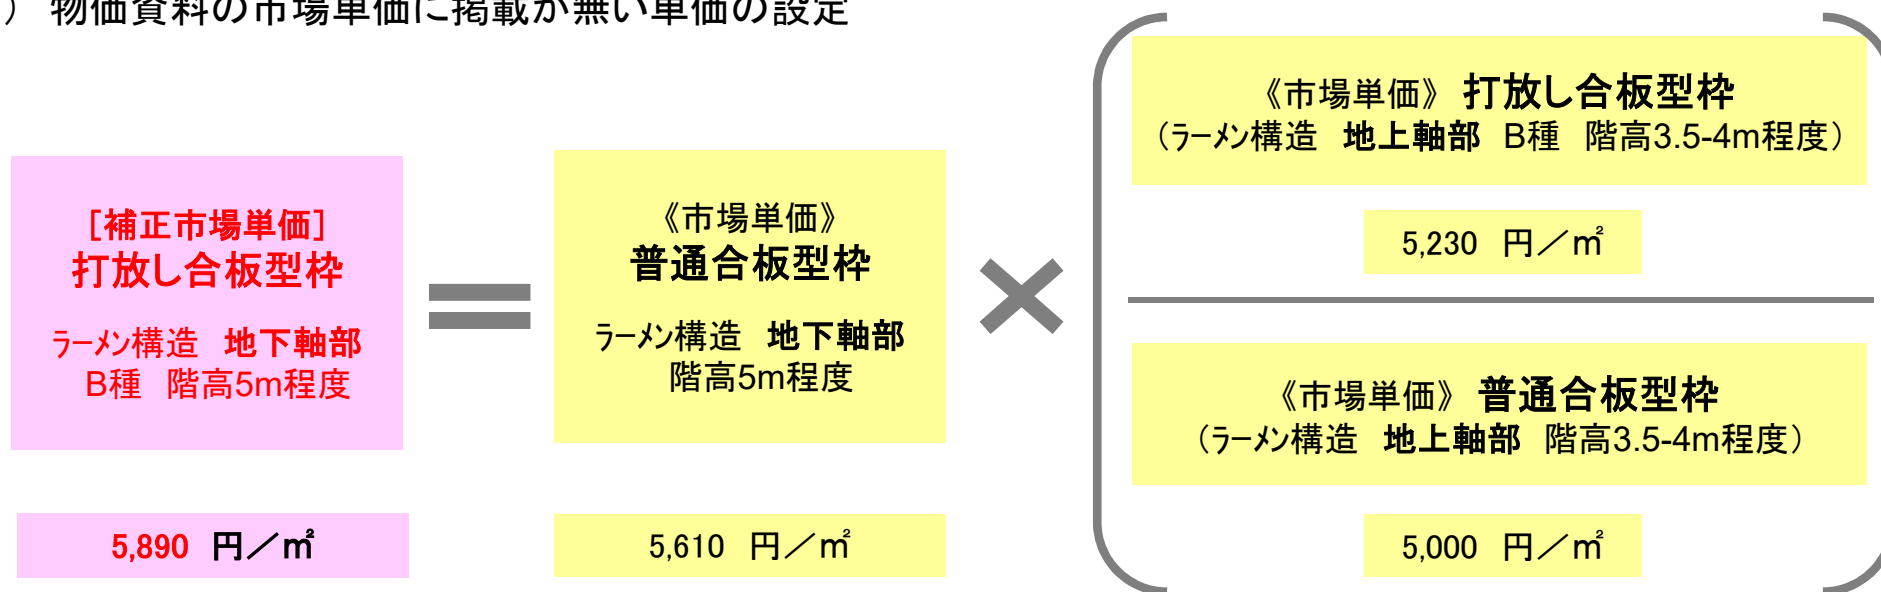 ） 物価資料の市場単価に掲載が無い単価の設定
［補正市場単価］
打放し合板型枠
ラーメン構造　地下軸部
B種　階高5m程度
5,890　円／㎡
＝
《市場単価》
普通合板型枠
ラーメン構造　地下軸部
階高5m程度
5,610　円／㎡
×
《市場単価》 打放し合板型枠
（ラーメン構造　地上軸部　B種　階高3.5-4m程度）
5,230　円／㎡
《市場単価》 普通合板型枠
（ラーメン構造　地上軸部　階高3.5-4m程度）
5,000　円／㎡